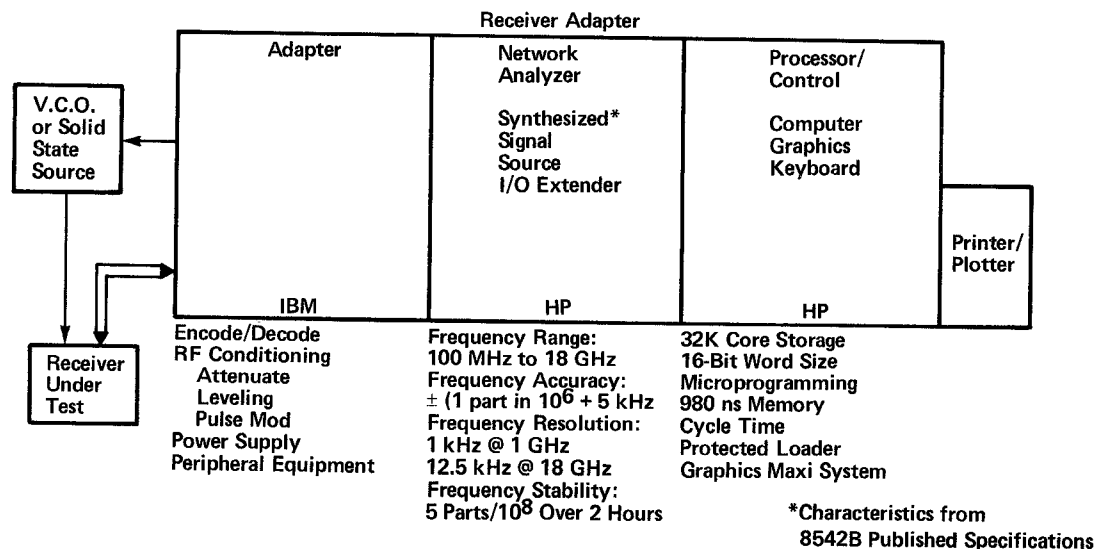 Receiver Adapter
Adapter
Network
Analyzer
Synthesized*
Signal
Source
I/O Extender
Processor/
Control
Computer
Graphics
Keyboard
V.C.O.
or Solid
State
Source
Printer/
Plotter
IBM
HP
HP
Receiver
Under
Test
Encode/Decode
RF Conditioning
Attenuate
Leveling
Pulse Mod
Power Supply
Peripheral Equipment
Frequency Range:
100 MHz to 18 GHz
Frequency Accuracy:
± (1 part in 10⁶ + 5 kHz
Frequency Resolution:
1 kHz @ 1 GHz
12.5 kHz @ 18 GHz
Frequency Stability:
5 Parts/10⁸ Over 2 Hours
32K Core Storage
16-Bit Word Size
Microprogramming
980 ns Memory
Cycle Time
Protected Loader
Graphics Maxi System
*Characteristics from
8542B Published Specifications